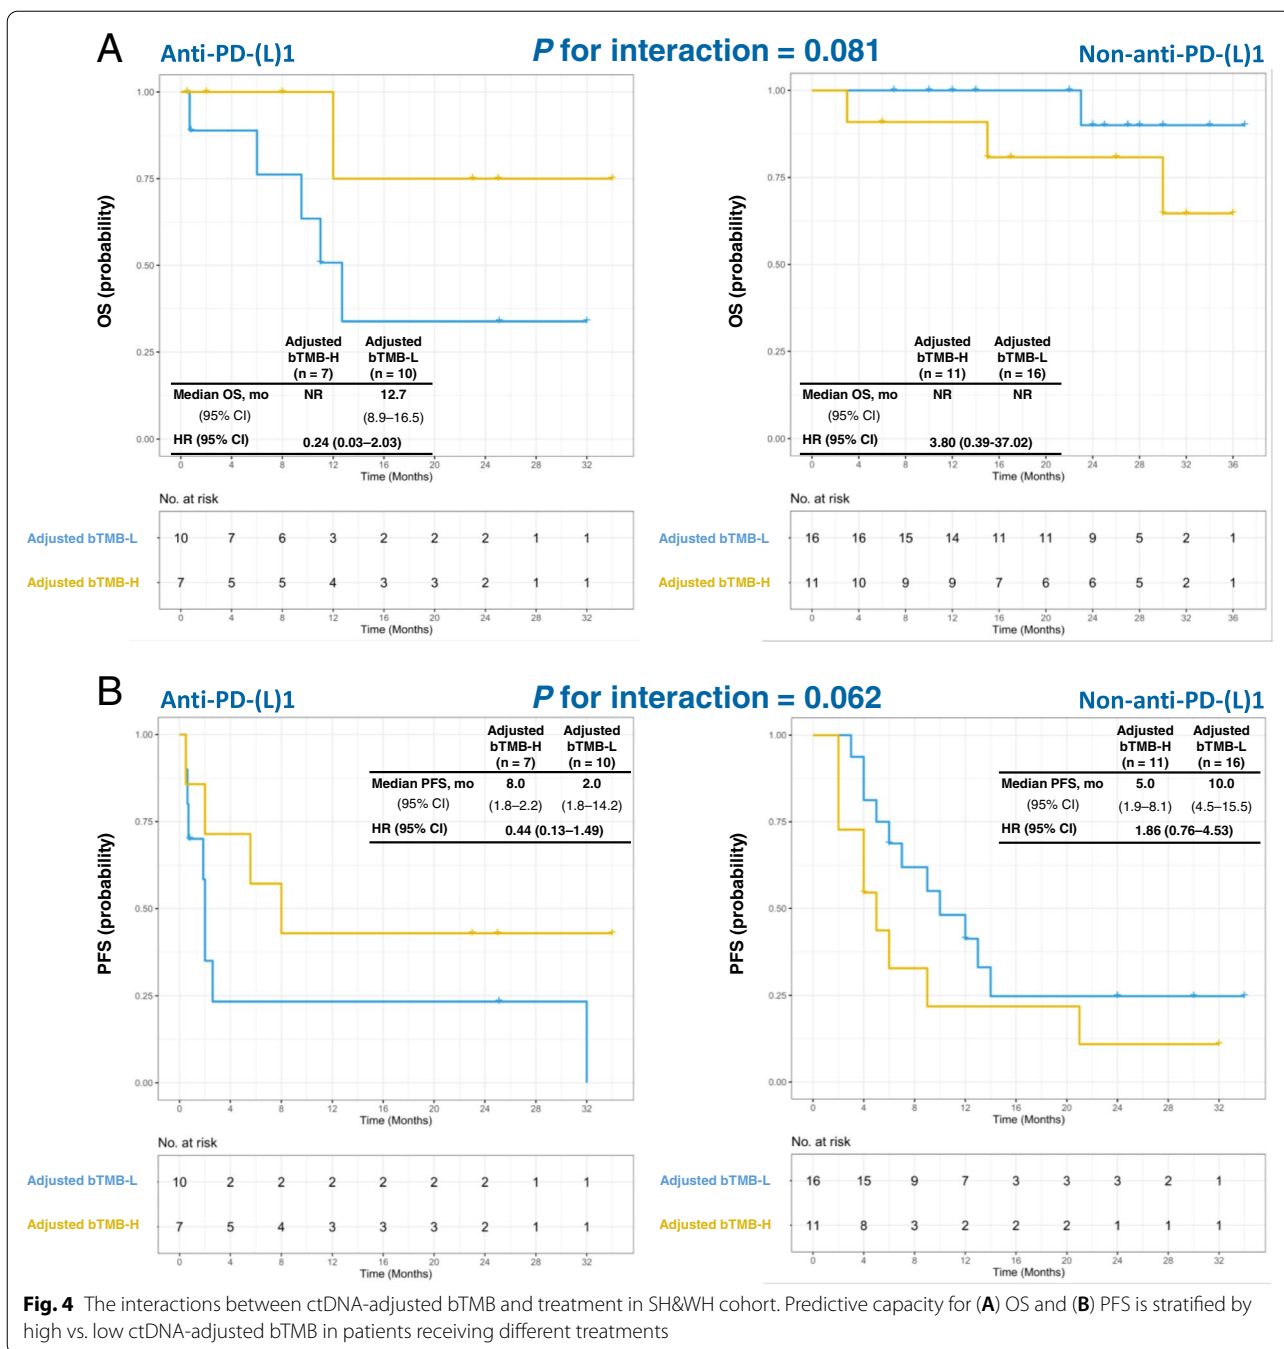 A
Anti-PD-(L)1
P for interaction = 0.081
Non-anti-PD-(L)1
OS (probability)
1.00
0.75
0.50
0.25
0.00
Adjusted bTMB-H (n = 7)
Adjusted bTMB-L (n = 10)
Median OS, mo NR 12.7
(95% CI) (8.9–16.5)
HR (95% CI) 0.24 (0.03–2.03)
0 4 8 12 16 20 24 28 32
Time (Months)
No. at risk
Adjusted bTMB-L 10 7 6 3 2 2 2 1 1
Adjusted bTMB-H 7 5 5 4 3 3 2 1 1
0 4 8 12 16 20 24 28 32
Time (Months)
OS (probability)
1.00
0.75
0.50
0.25
0.00
Adjusted bTMB-H (n = 11)
Adjusted bTMB-L (n = 16)
Median OS, mo NR NR
(95% CI)
HR (95% CI) 3.80 (0.39-37.02)
0 4 8 12 16 20 24 28 32 36
Time (Months)
No. at risk
Adjusted bTMB-L 16 16 15 14 11 11 9 5 2 1
Adjusted bTMB-H 11 10 9 9 7 6 6 5 2 1
0 4 8 12 16 20 24 28 32 36
Time (Months)
B
Anti-PD-(L)1
P for interaction = 0.062
Non-anti-PD-(L)1
PFS (probability)
1.00
0.75
0.50
0.25
0.00
Adjusted bTMB-H (n = 7)
Adjusted bTMB-L (n = 10)
Median PFS, mo 8.0 2.0
(95% CI) (1.8–2.2) (1.8–14.2)
HR (95% CI) 0.44 (0.13–1.49)
0 4 8 12 16 20 24 28 32
Time (Months)
No. at risk
Adjusted bTMB-L 10 2 2 2 2 2 2 1 1
Adjusted bTMB-H 7 5 4 3 3 3 2 1 1
0 4 8 12 16 20 24 28 32
Time (Months)
PFS (probability)
1.00
0.75
0.50
0.25
0.00
Adjusted bTMB-H (n = 11)
Adjusted bTMB-L (n = 16)
Median PFS, mo 5.0 10.0
(95% CI) (1.9–8.1) (4.5–15.5)
HR (95% CI) 1.86 (0.76–4.53)
0 4 8 12 16 20 24 28 32
Time (Months)
No. at risk
Adjusted bTMB-L 16 15 9 7 3 3 3 2 1
Adjusted bTMB-H 11 8 3 2 2 2 1 1 1
0 4 8 12 16 20 24 28 32
Time (Months)
Fig. 4 The interactions between ctDNA-adjusted bTMB and treatment in SH&WH cohort. Predictive capacity for (A) OS and (B) PFS is stratified by
high vs. low ctDNA-adjusted bTMB in patients receiving different treatments